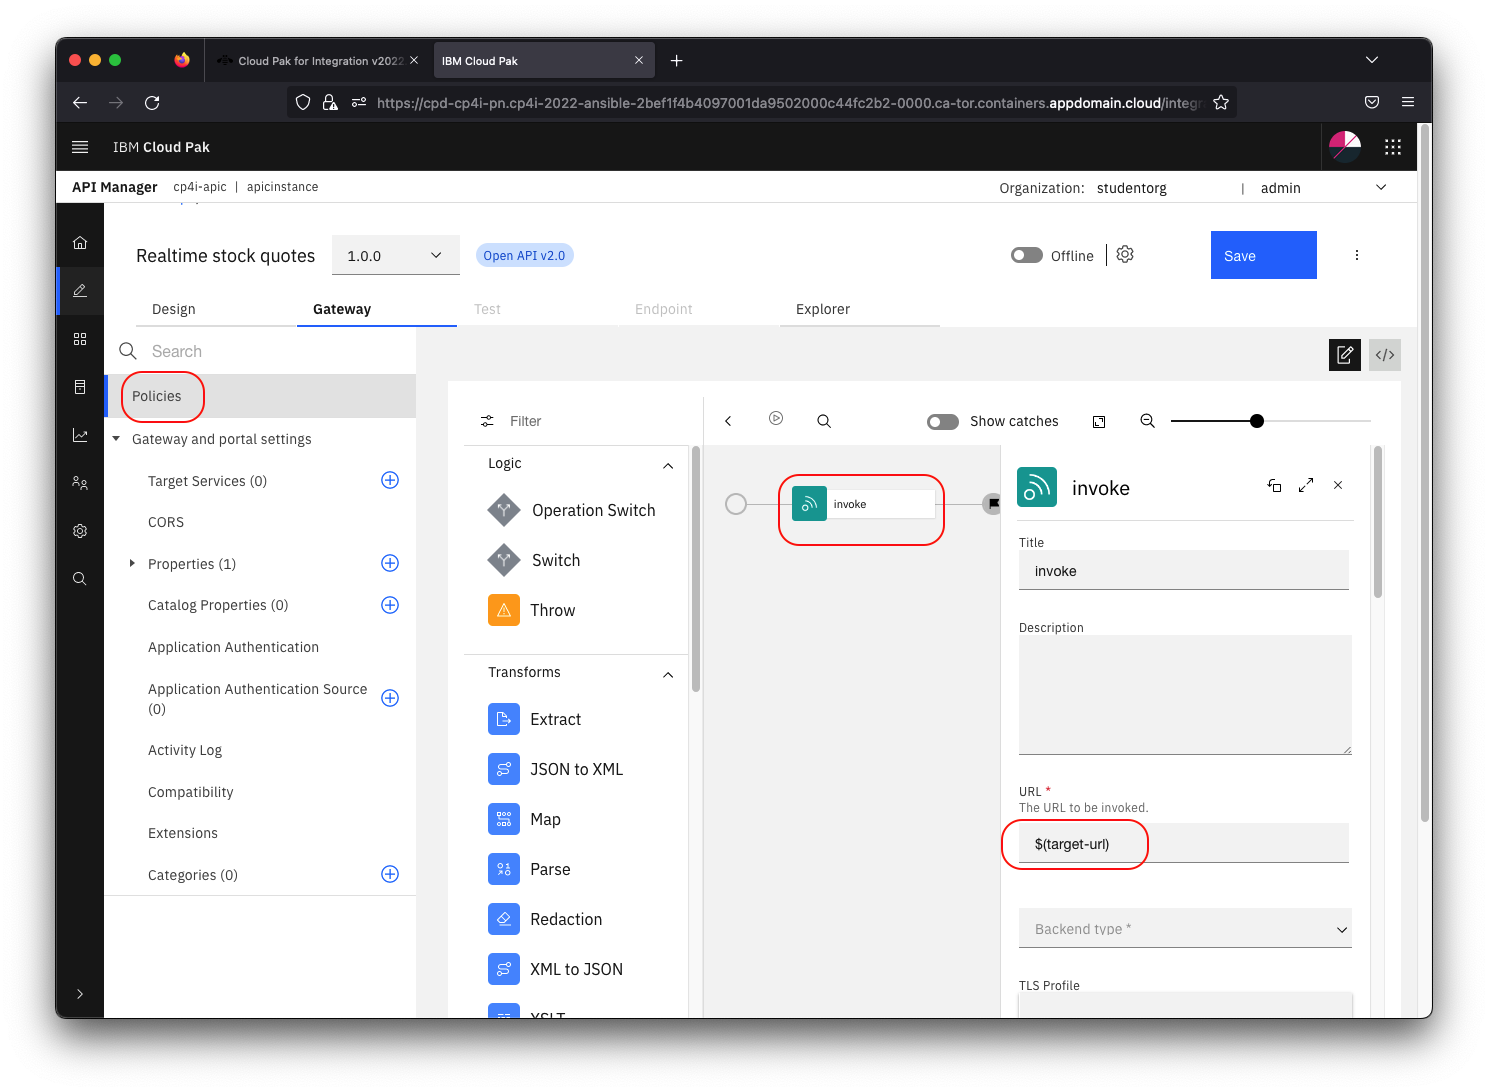 Cloud Pak for Integration v2022
IBM Cloud Pak
https://cpd-cp4i-pn.cp4i-2022-ansible-2bef1f4b4097001da9502000c44fc2b2-0000.ca-tor.containers.appdomain.cloud/integr
IBM Cloud Pak
API Manager cp4i-apic | apicinstance
Organization: studentorg | admin
Realtime stock quotes 1.0.0 Open API v2.0 Offline Save
Design Gateway Test Endpoint Explorer
Search
</>
Policies
Gateway and portal settings
Target Services (0)
CORS
Properties (1)
Catalog Properties (0)
Application Authentication
Application Authentication Source
(0)
Activity Log
Compatibility
Extensions
Categories (0)
Filter
Show catches
Logic
Operation Switch
Switch
Throw
Transforms
Extract
JSON to XML
Map
Parse
Redaction
XML to JSON
XSLT
invoke
invoke
Title
invoke
Description
URL *
The URL to be invoked.
$(target-url)
Backend type *
TLS Profile